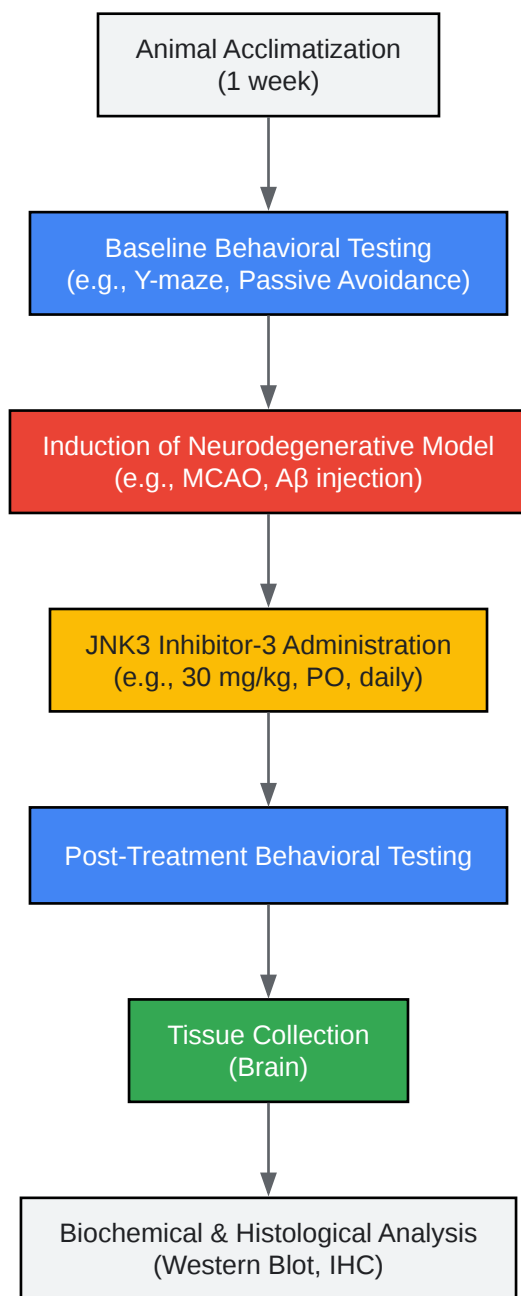 Animal Acclimatization
(1 week)
Baseline Behavioral Testing
(e.g., Y-maze, Passive Avoidance)
Induction of Neurodegenerative Model
(e.g., MCAO, Aβ injection)
JNK3 Inhibitor-3 Administration
(e.g., 30 mg/kg, PO, daily)
Post-Treatment Behavioral Testing
Tissue Collection
(Brain)
Biochemical & Histological Analysis
(Western Blot, IHC)